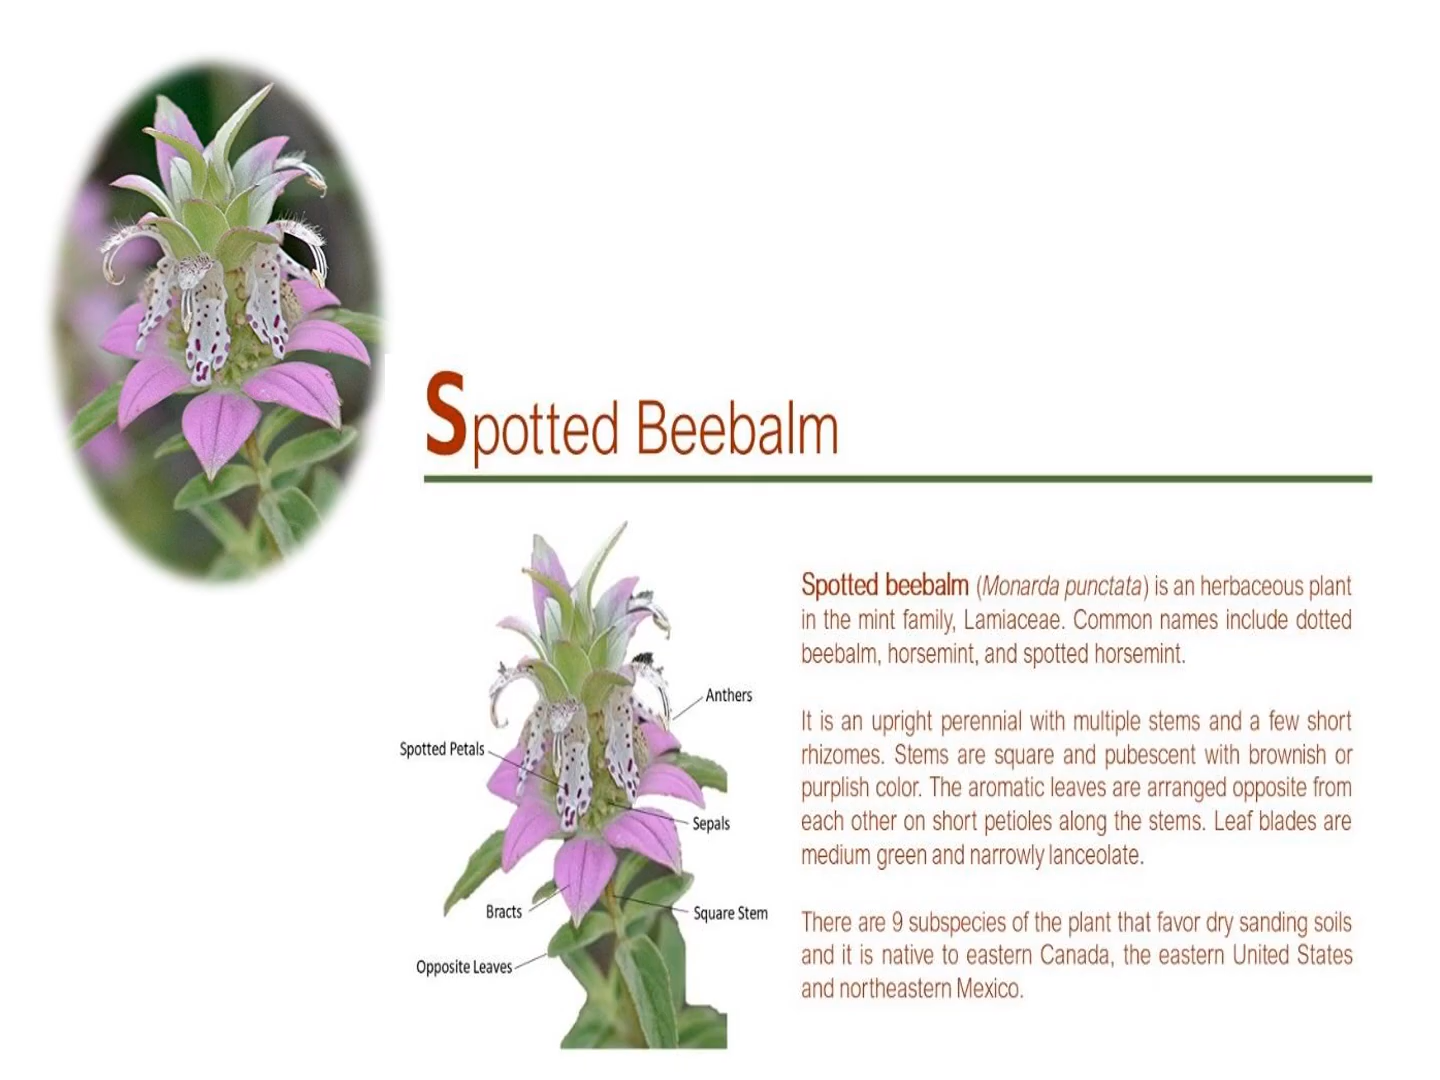 Spotted Beebalm
Anthers
Spotted Petals
Sepals
Bracts
Square Stem
Opposite Leaves
Spotted beebalm (Monarda punctata) is an herbaceous plant
in the mint family, Lamiaceae. Common names include dotted
beebalm, horsemint, and spotted horsemint.
It is an upright perennial with multiple stems and a few short
rhizomes. Stems are square and pubescent with brownish or
purplish color. The aromatic leaves are arranged opposite from
each other on short petioles along the stems. Leaf blades are
medium green and narrowly lanceolate.
There are 9 subspecies of the plant that favor dry sanding soils
and it is native to eastern Canada, the eastern United States
and northeastern Mexico.